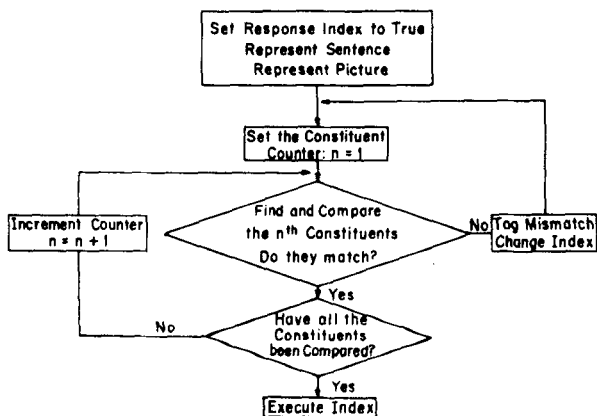 Set Response Index to True
Represent Sentence
Represent Picture
Set the Constituent
Counter: n = 1
Find and Compare
the nth Constituents
Do they match?
No
Tag Mismatch
Change Index
Increment Counter
n = n + 1
Yes
Have all the
Constituents
been Compared?
No
Yes
Execute Index